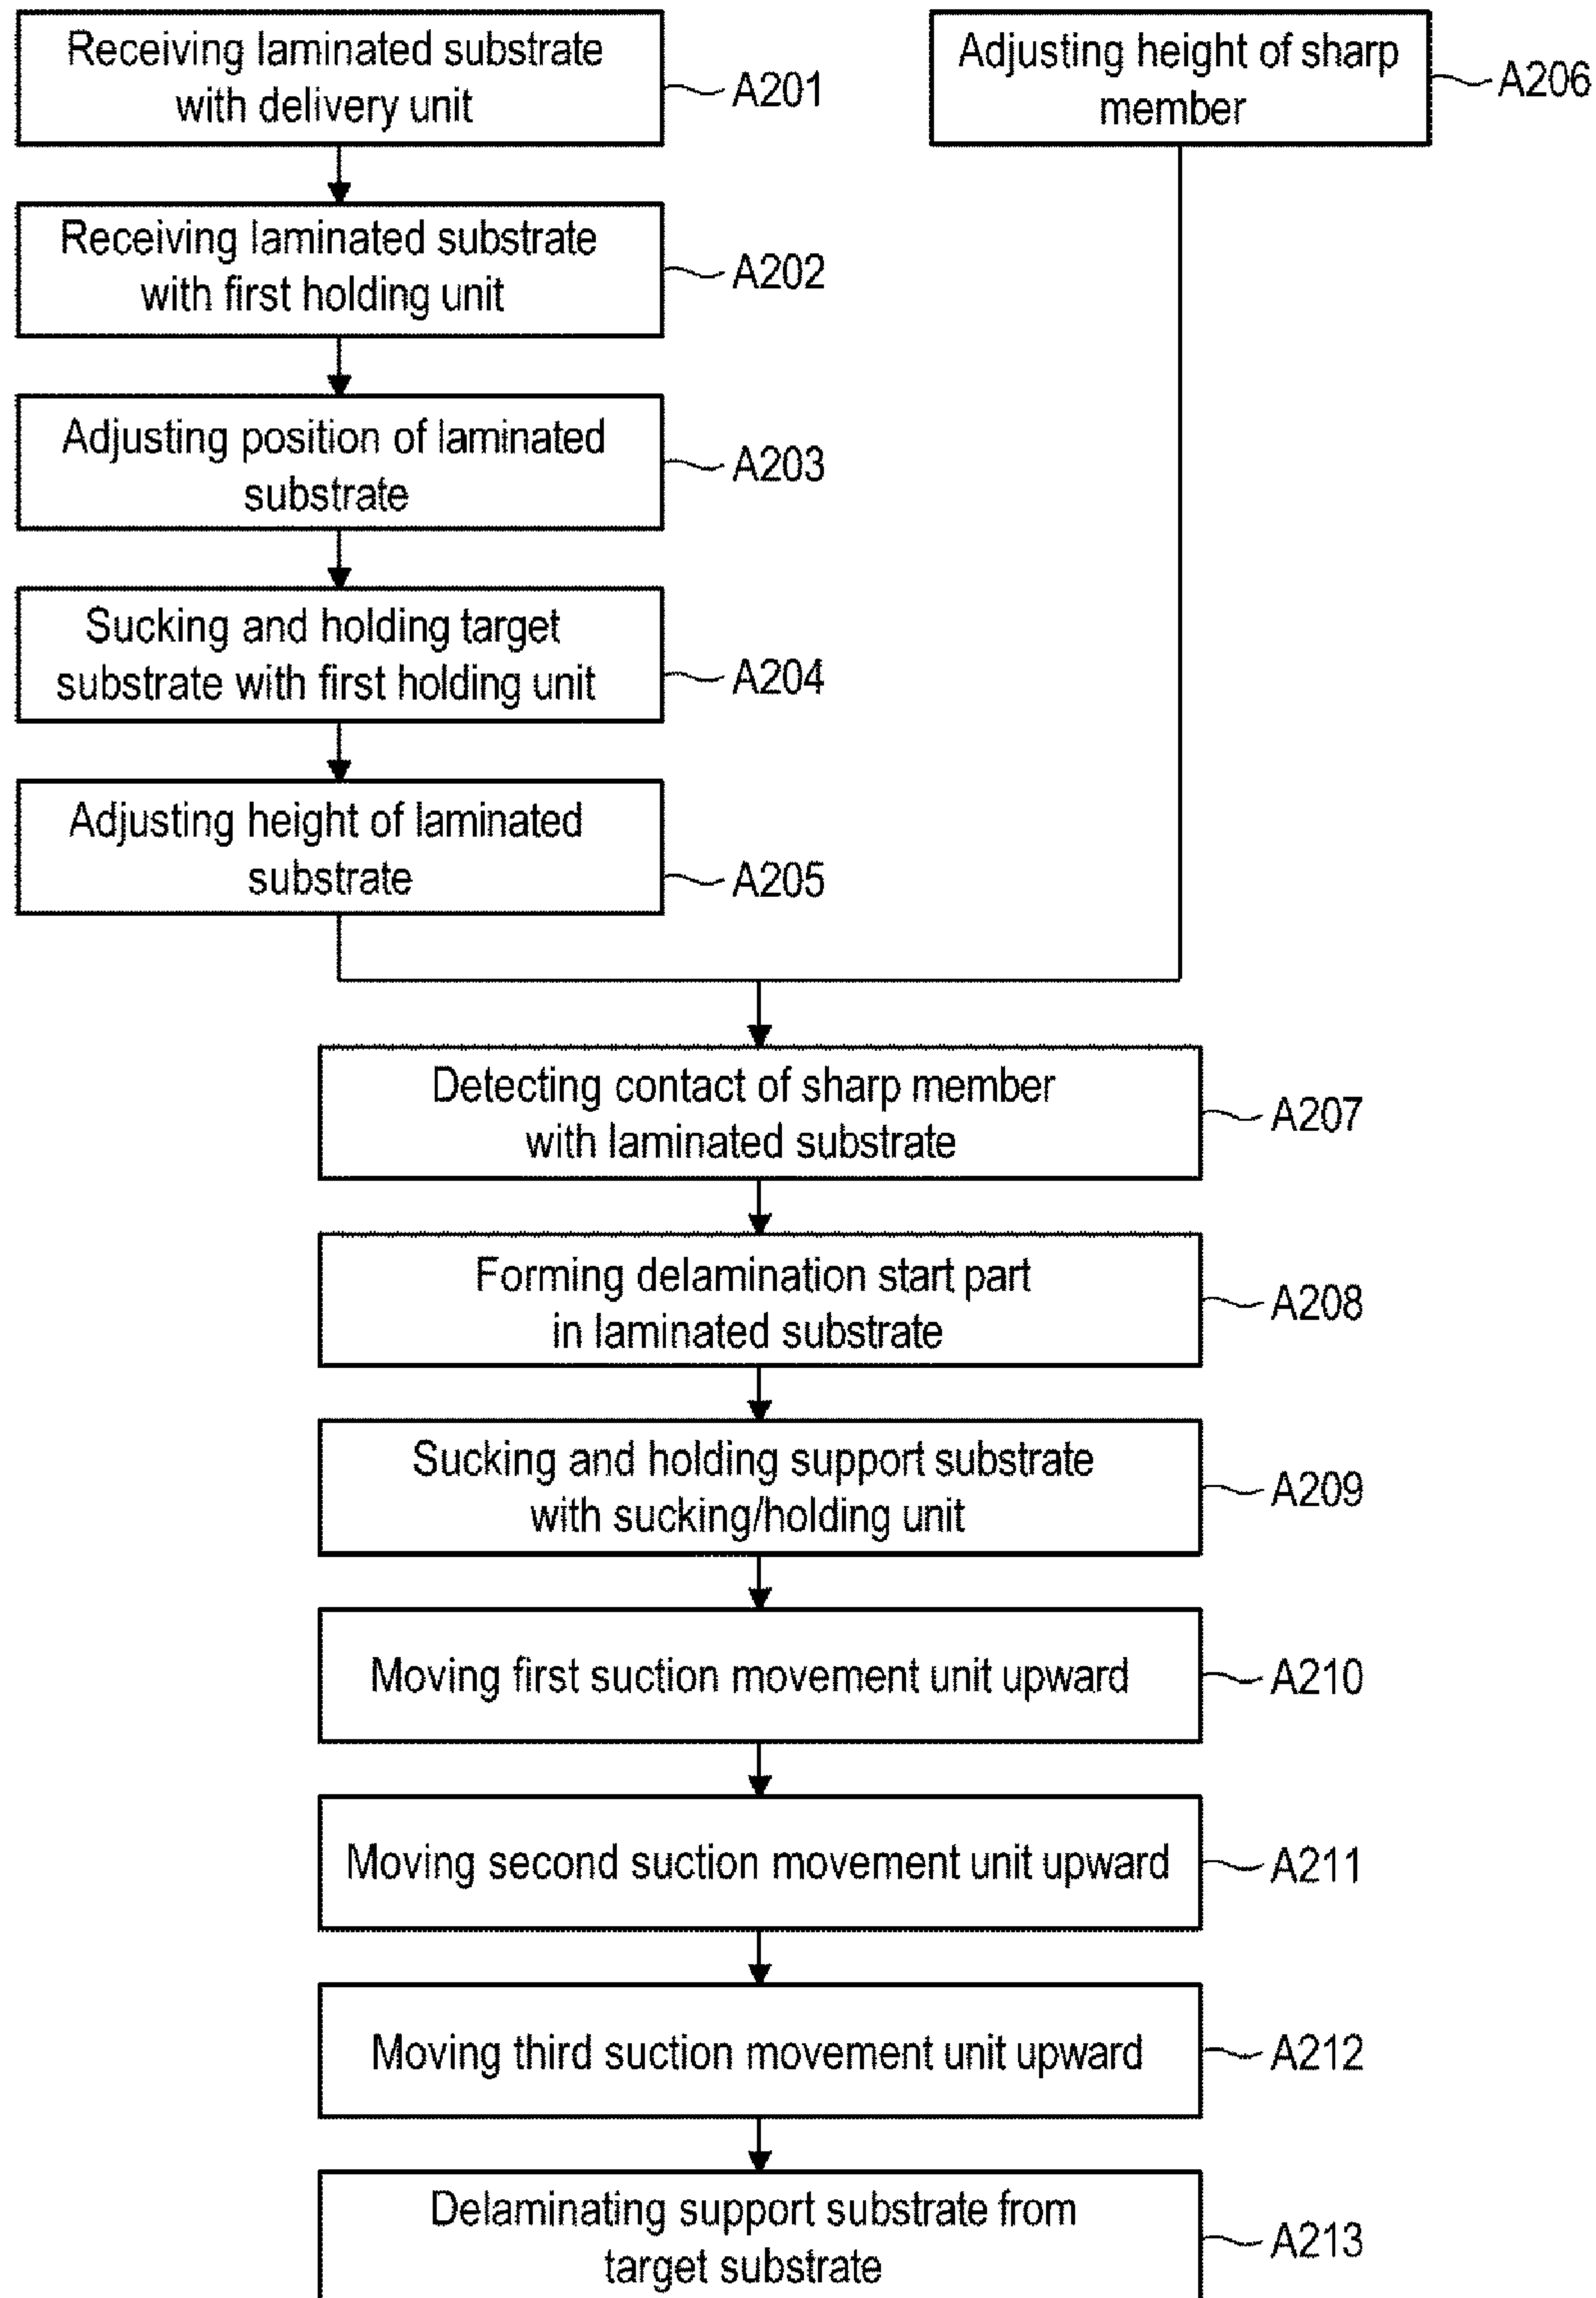 Receiving laminated substrate
with delivery unit
A201
Adjusting height of sharp
member
A206
Receiving laminated substrate
with first holding unit
A202
Adjusting position of laminated
substrate
A203
Sucking and holding target
substrate with first holding unit
A204
Adjusting height of laminated
substrate
A205
Detecting contact of sharp member
with laminated substrate
A207
Forming delamination start part
in laminated substrate
A208
Sucking and holding support substrate
with sucking/holding unit
A209
Moving first suction movement unit upward
A210
Moving second suction movement unit upward
A211
Moving third suction movement unit upward
A212
Delaminating support substrate from
target substrate
A213